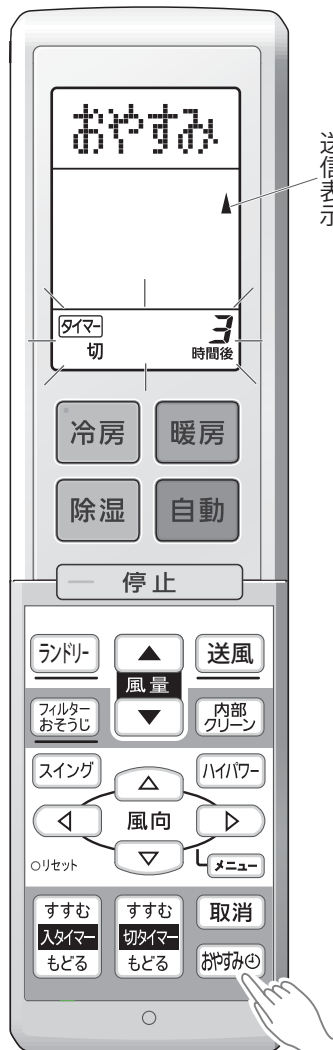 おやすみ
送信表示
タイマー
切
3
時間後
冷房
暖房
除湿
自動
停止
ランドリー
風量
送風
フィルター
おそうじ
内部
クリーン
スイング
ハイパワー
風向
リセット
メニュー
すすむ
入タイマー
もどる
すすむ
切タイマー
もどる
取消
おやすみ